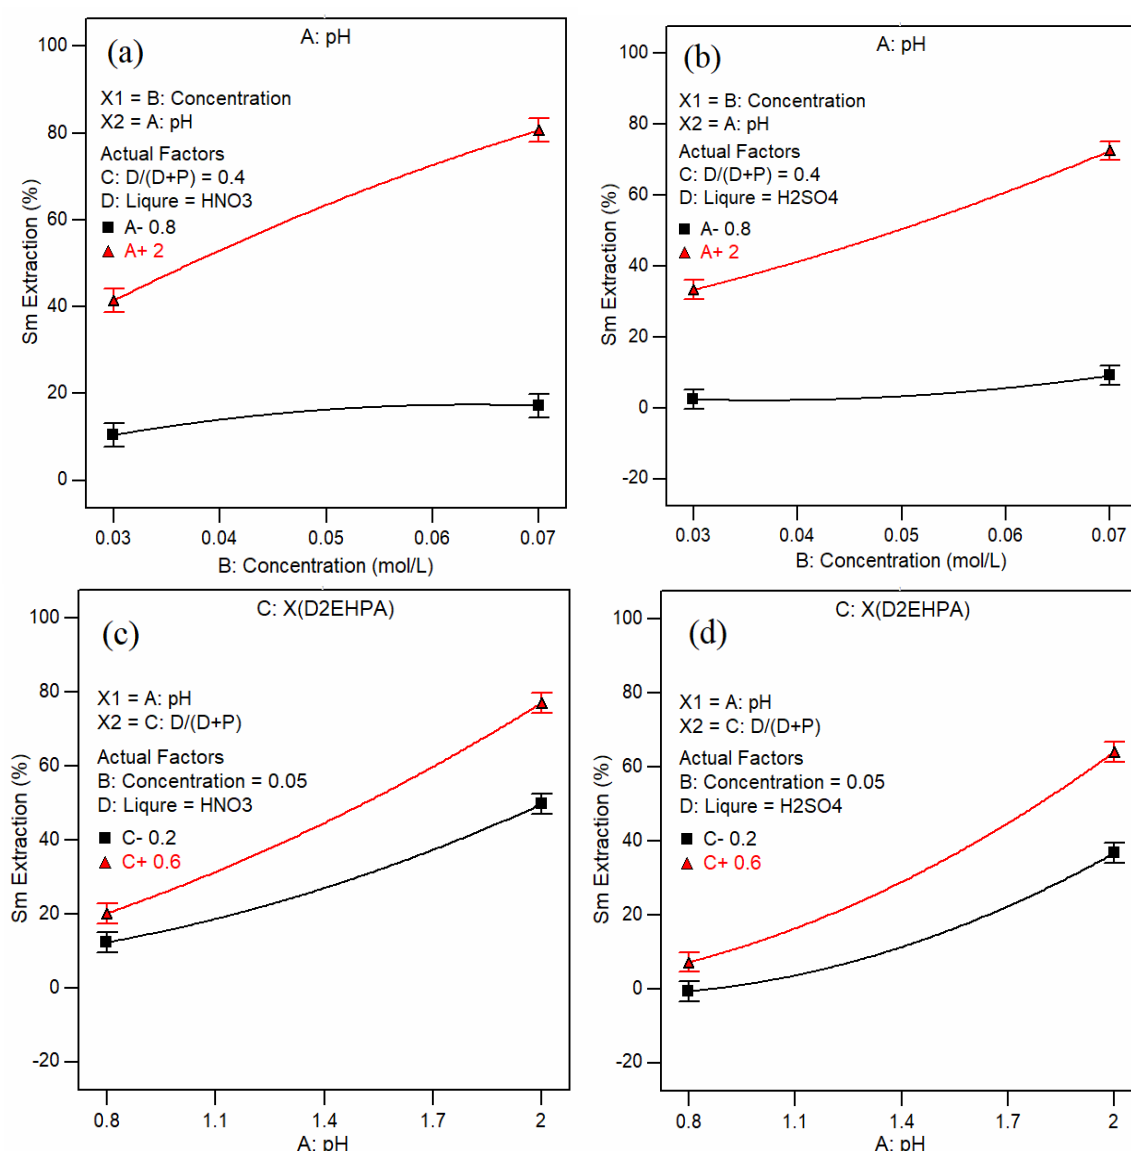 (a)
A: pH
X1 = B: Concentration
X2 = A: pH
Actual Factors
C: D/(D+P) = 0.4
D: Liqure = HNO3
A- 0.8
A+ 2
Sm Extraction (%)
100
80
60
40
20
0
0.03
0.04
0.05
0.06
0.07
B: Concentration (mol/L)
(b)
A: pH
X1 = B: Concentration
X2 = A: pH
Actual Factors
C: D/(D+P) = 0.4
D: Liqure = H2SO4
A- 0.8
A+ 2
Sm Extraction (%)
100
80
60
40
20
0
-20
0.03
0.04
0.05
0.06
0.07
B: Concentration (mol/L)
(c)
C: X(D2EHPA)
X1 = A: pH
X2 = C: D/(D+P)
Actual Factors
B: Concentration = 0.05
D: Liqure = HNO3
C- 0.2
C+ 0.6
Sm Extraction (%)
100
80
60
40
20
0
-20
0.8
1.1
1.4
1.7
2
A: pH
(d)
C: X(D2EHPA)
X1 = A: pH
X2 = C: D/(D+P)
Actual Factors
B: Concentration = 0.05
D: Liqure = H2SO4
C- 0.2
C+ 0.6
Sm Extraction (%)
100
80
60
40
20
0
-20
0.8
1.1
1.4
1.7
2
A: pH